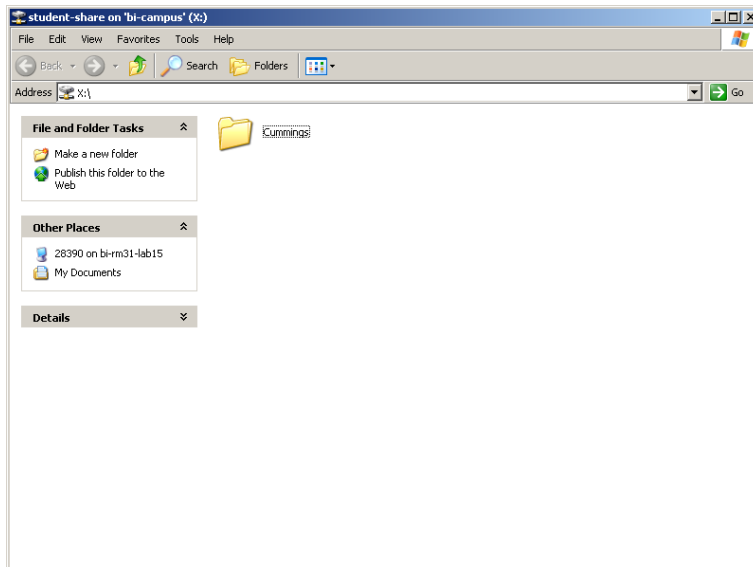 student-share on 'bi-campus' (X:)
File Edit View Favorites Tools Help
Back Search Folders
Address X:\ Go
File and Folder Tasks
Make a new folder
Publish this folder to the
Web
Other Places
28390 on bi-rm31-lab15
My Documents
Details
Cummings